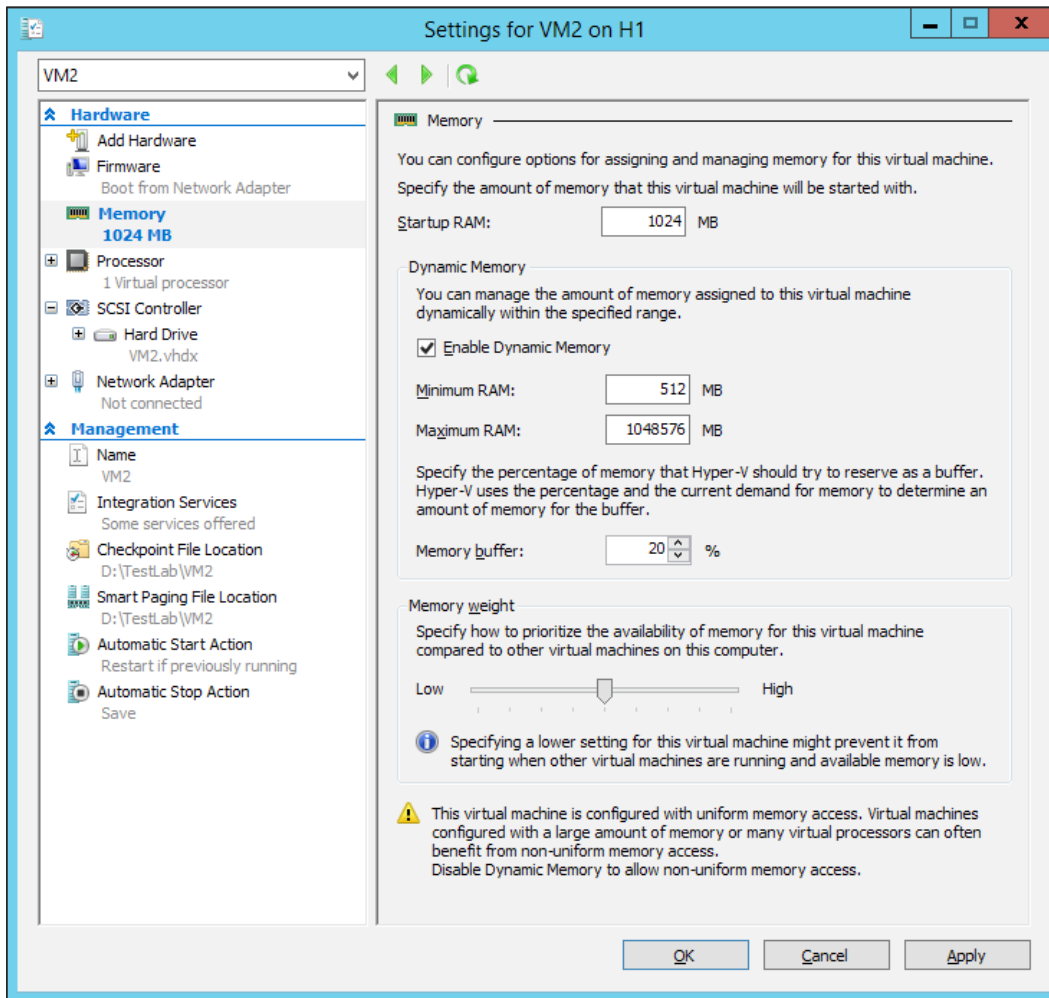 Settings for VM2 on H1
VM2
Hardware
Add Hardware
Firmware
Boot from Network Adapter
Memory
1024 MB
Processor
1 Virtual processor
SCSI Controller
Hard Drive
VM2.vhdx
Network Adapter
Not connected
Management
Name
VM2
Integration Services
Some services offered
Checkpoint File Location
D:\TestLab\VM2
Smart Paging File Location
D:\TestLab\VM2
Automatic Start Action
Restart if previously running
Automatic Stop Action
Save
Memory
You can configure options for assigning and managing memory for this virtual machine.
Specify the amount of memory that this virtual machine will be started with.
Startup RAM: 1024 MB
Dynamic Memory
You can manage the amount of memory assigned to this virtual machine
dynamically within the specified range.
Enable Dynamic Memory
Minimum RAM: 512 MB
Maximum RAM: 1048576 MB
Specify the percentage of memory that Hyper-V should try to reserve as a buffer.
Hyper-V uses the percentage and the current demand for memory to determine an
amount of memory for the buffer.
Memory buffer: 20 %
Memory weight
Specify how to prioritize the availability of memory for this virtual machine
compared to other virtual machines on this computer.
Low High
Specifying a lower setting for this virtual machine might prevent it from
starting when other virtual machines are running and available memory is low.
This virtual machine is configured with uniform memory access. Virtual machines
configured with a large amount of memory or many virtual processors can often
benefit from non-uniform memory access.
Disable Dynamic Memory to allow non-uniform memory access.
OK Cancel Apply